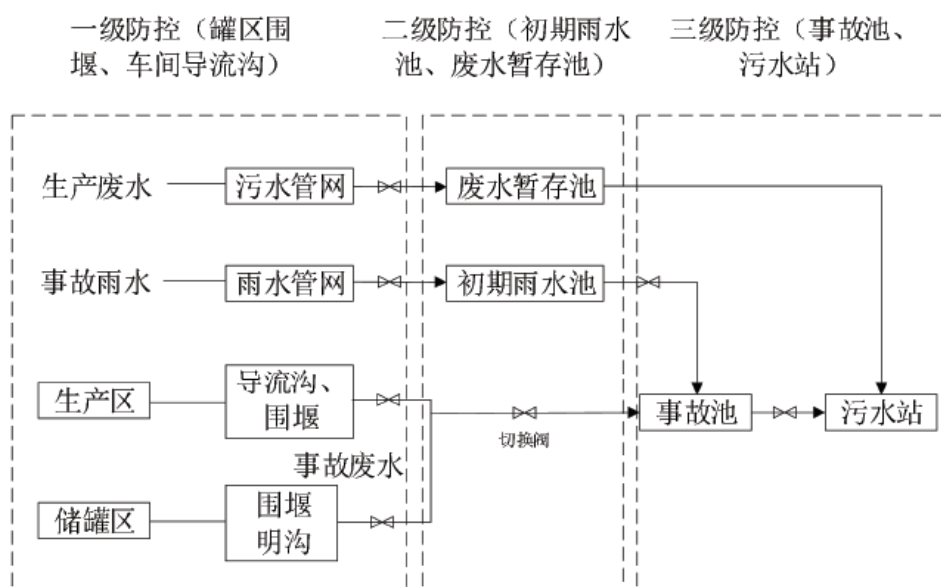 一级防控（罐区围
堰、车间导流沟）
二级防控（初期雨水
池、废水暂存池）
三级防控（事故池、
污水站）
生产废水
污水管网
废水暂存池
事故雨水
雨水管网
初期雨水池
生产区
导流沟、
围堰
切换阀
事故池
污水站
事故废水
储罐区
围堰
明沟